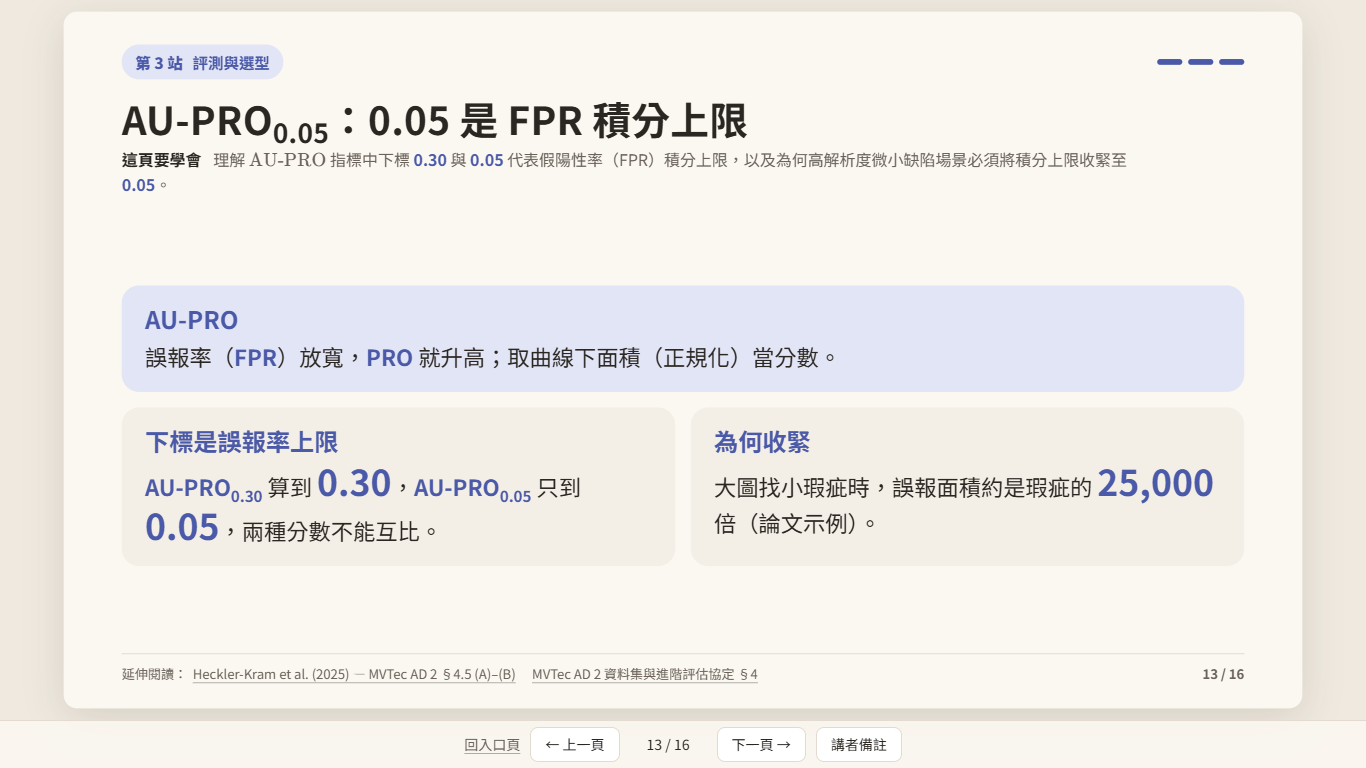 第 3 站 評測與選型
AU-PRO0.05：0.05 是 FPR 積分上限
這頁要學會 理解 AU-PRO 指標中下標 0.30 與 0.05 代表假陽性率（FPR）積分上限，以及為何高解析度微小缺陷場景必須將積分上限收緊至
0.05。
AU-PRO
誤報率（FPR）放寬，PRO 就升高；取曲線下面積（正規化）當分數。
下標是誤報率上限
AU-PRO0.30 算到 0.30，AU-PRO0.05 只到
0.05，兩種分數不能互比。
為何收緊
大圖找小瑕疵時，誤報面積約是瑕疵的 25,000
倍（論文示例）。
延伸閱讀： Heckler-Kram et al. (2025) — MVTec AD 2 §4.5 (A)–(B) MVTec AD 2 資料集與進階評估協定 §4
13 / 16
回入口頁 ← 上一頁 13 / 16 下一頁 → 講者備註